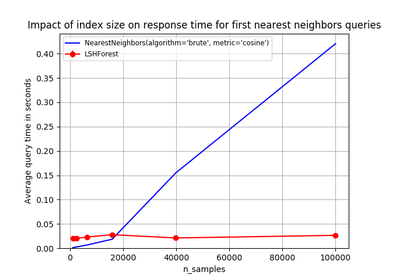 Impact of index size on response time for first nearest neighbors queries
NearestNeighbors(algorithm='brute', metric='cosine')
LSHForest
Average query time in seconds
0.40
0.35
0.30
0.25
0.20
0.15
0.10
0.05
0.00
0 20000 40000 60000 80000 100000
n_samples